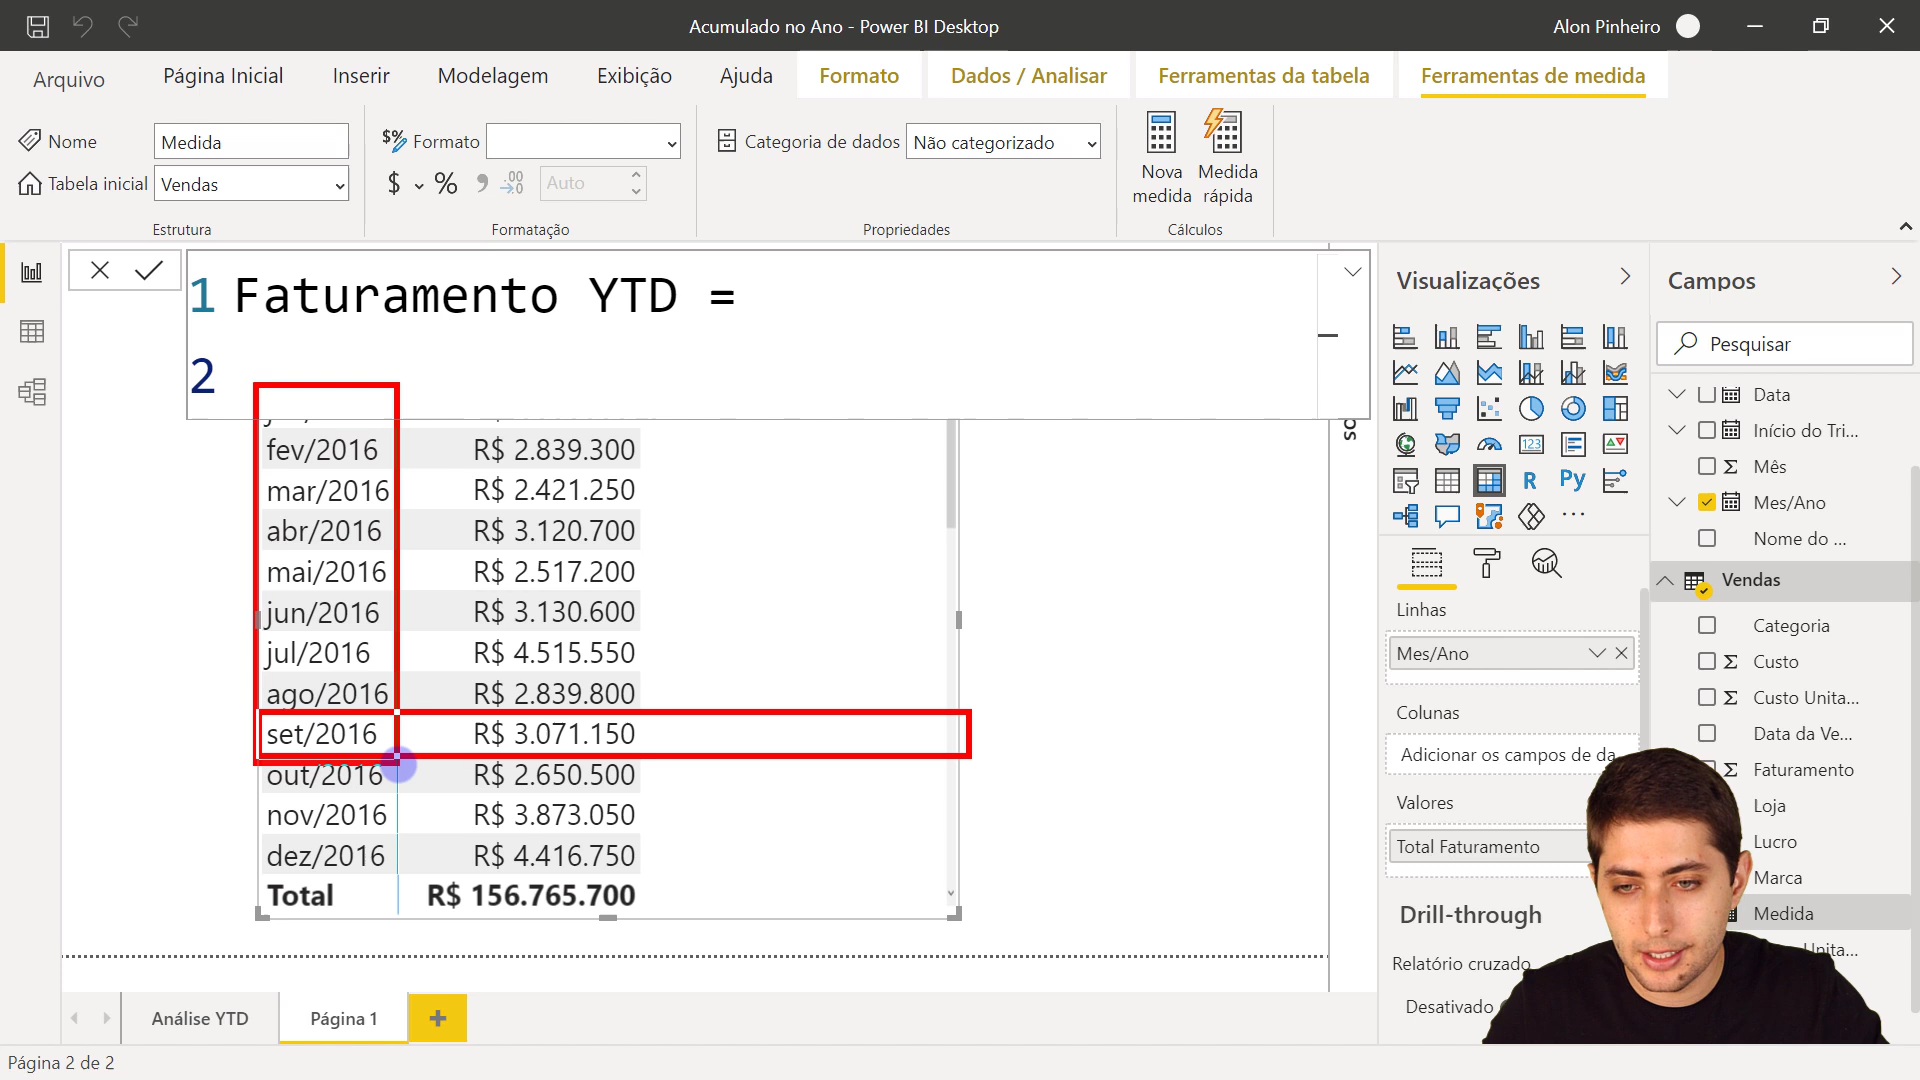 Acumulado no Ano - Power BI Desktop
Alon Pinheiro
Arquivo
Página Inicial
Inserir
Modelagem
Exibição
Ajuda
Formato
Dados / Analisar
Ferramentas da tabela
Ferramentas de medida
Nome
Medida
Tabela inicial
Vendas
Estrutura
Formato
$ % Auto
Formatação
Categoria de dados
Não categorizado
Propriedades
Nova medida
Medida rápida
Cálculos
1 Faturamento YTD =
2
fev/2016 R$ 2.839.300
mar/2016 R$ 2.421.250
abr/2016 R$ 3.120.700
mai/2016 R$ 2.517.200
jun/2016 R$ 3.130.600
jul/2016 R$ 4.515.550
ago/2016 R$ 2.839.800
set/2016 R$ 3.071.150
out/2016 R$ 2.650.500
nov/2016 R$ 3.873.050
dez/2016 R$ 4.416.750
Total R$ 156.765.700
Visualizações
123
R
Py
...
Linhas
Mes/Ano
Colunas
Adicionar os campos de da
Valores
Total Faturamento
Drill-through
Relatório cruzado
Desativado
Campos
Pesquisar
Data
Início do Tri...
Mês
Mes/Ano
Nome do ...
Vendas
Categoria
Custo
Custo Unita...
Data da Ve...
Faturamento
Loja
Lucro
Marca
Medida
Unita...
Análise YTD
Página 1
+
Página 2 de 2